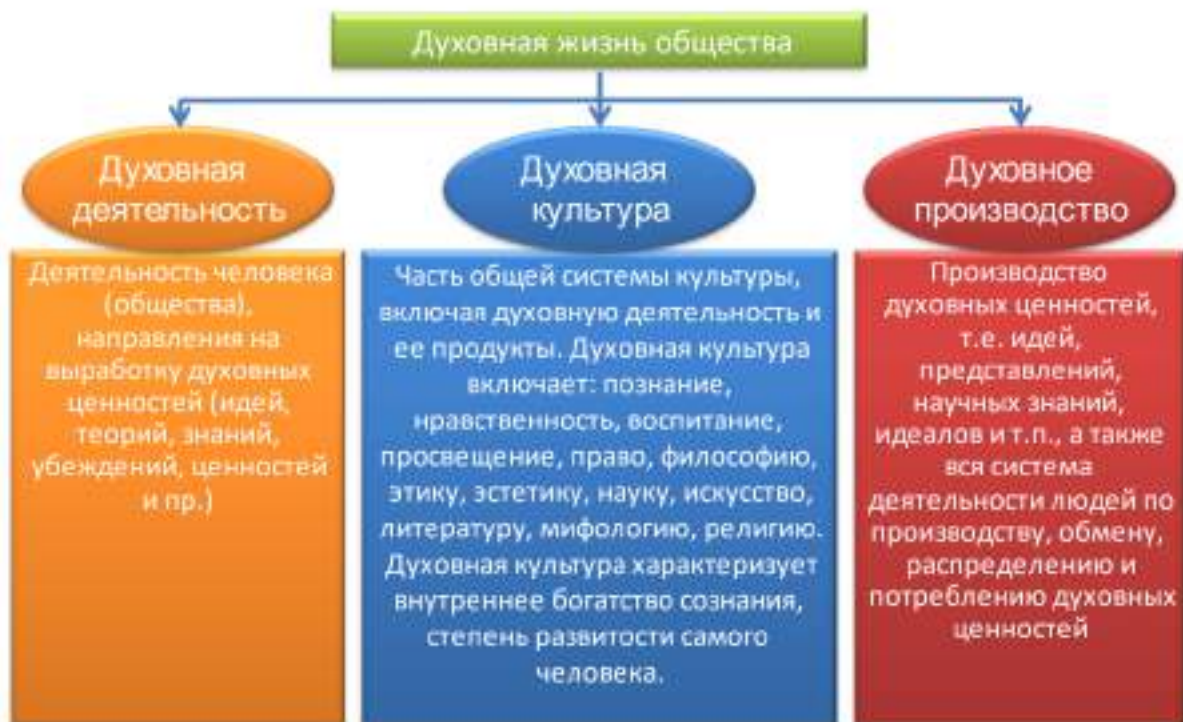 Духовная жизнь общества
Духовная
деятельность
Деятельность человека
(общества),
направления на
выработку духовных
ценностей (идей,
теорий, знаний,
убеждений, ценностей
и пр.)
Духовная
культура
Часть общей системы культуры,
включая духовную деятельность и
ее продукты. Духовная культура
включает: познание,
нравственность, воспитание,
просвещение, право, философию,
этику, эстетику, науку, искусство,
литературу, мифологию, религию.
Духовная культура характеризует
внутреннее богатство сознания,
степень развитости самого
человека.
Духовное
производство
Производство
духовных ценностей,
т.е. идей,
представлений,
научных знаний,
идеалов и т.п., а также
вся система
деятельности людей по
производству, обмену,
распределению и
потреблению духовных
ценностей